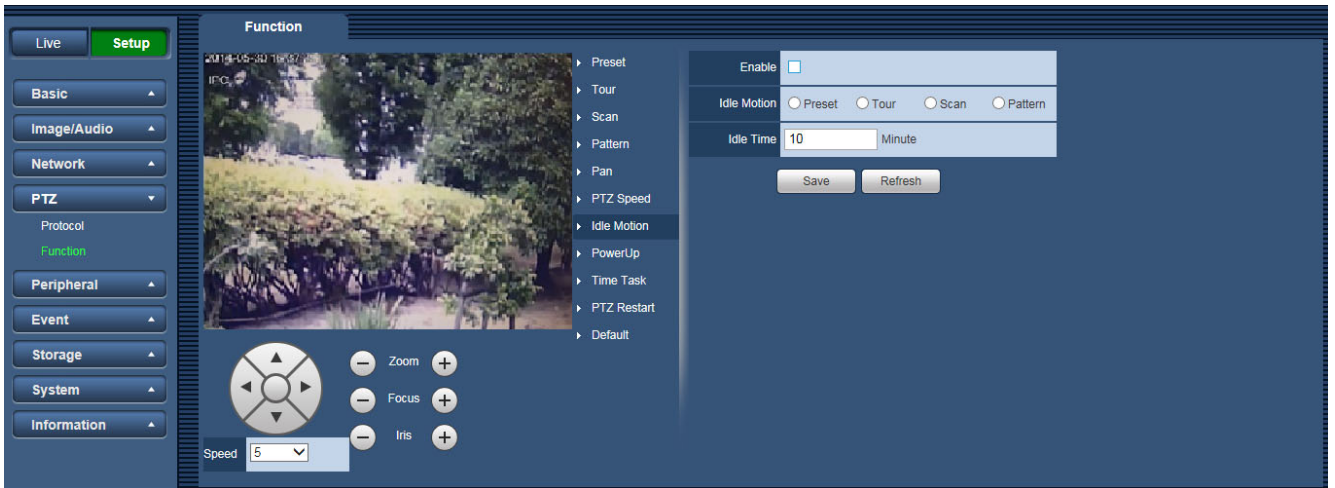 Live Setup
Basic
Image/Audio
Network
PTZ
Protocol
Function
Peripheral
Event
Storage
System
Information
Function
IPC
Zoom
Focus
Iris
Speed 5
Preset
Tour
Scan
Pattern
Pan
PTZ Speed
Idle Motion
PowerUp
Time Task
PTZ Restart
Default
Enable
Idle Motion Preset Tour Scan Pattern
Idle Time 10 Minute
Save Refresh